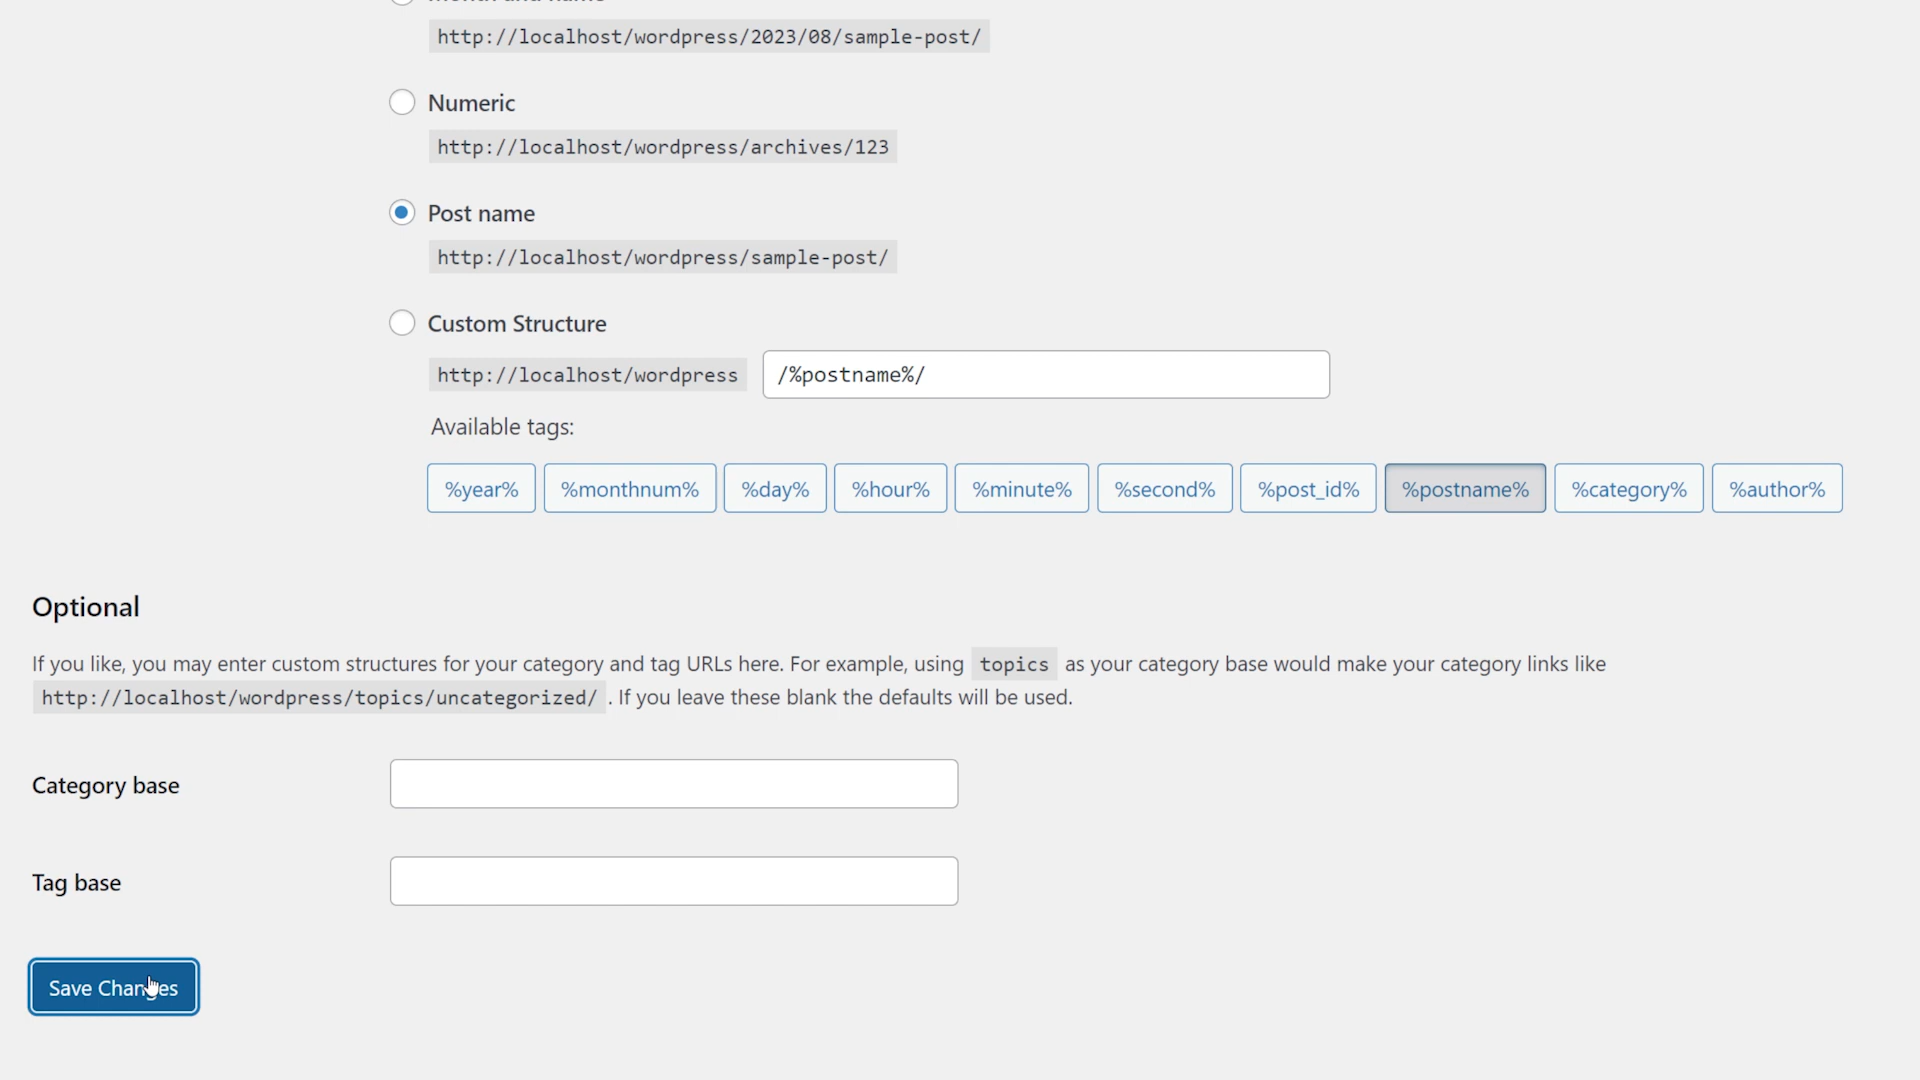 http://localhost/wordpress/2023/08/sample-post/
Numeric
http://localhost/wordpress/archives/123
Post name
http://localhost/wordpress/sample-post/
Custom Structure
http://localhost/wordpress /%postname%/
Available tags:
%year% %monthnum% %day% %hour% %minute% %second% %post_id% %postname% %category% %author%
Optional
If you like, you may enter custom structures for your category and tag URLs here. For example, using topics as your category base would make your category links like
http://localhost/wordpress/topics/uncategorized/ . If you leave these blank the defaults will be used.
Category base
Tag base
Save Changes